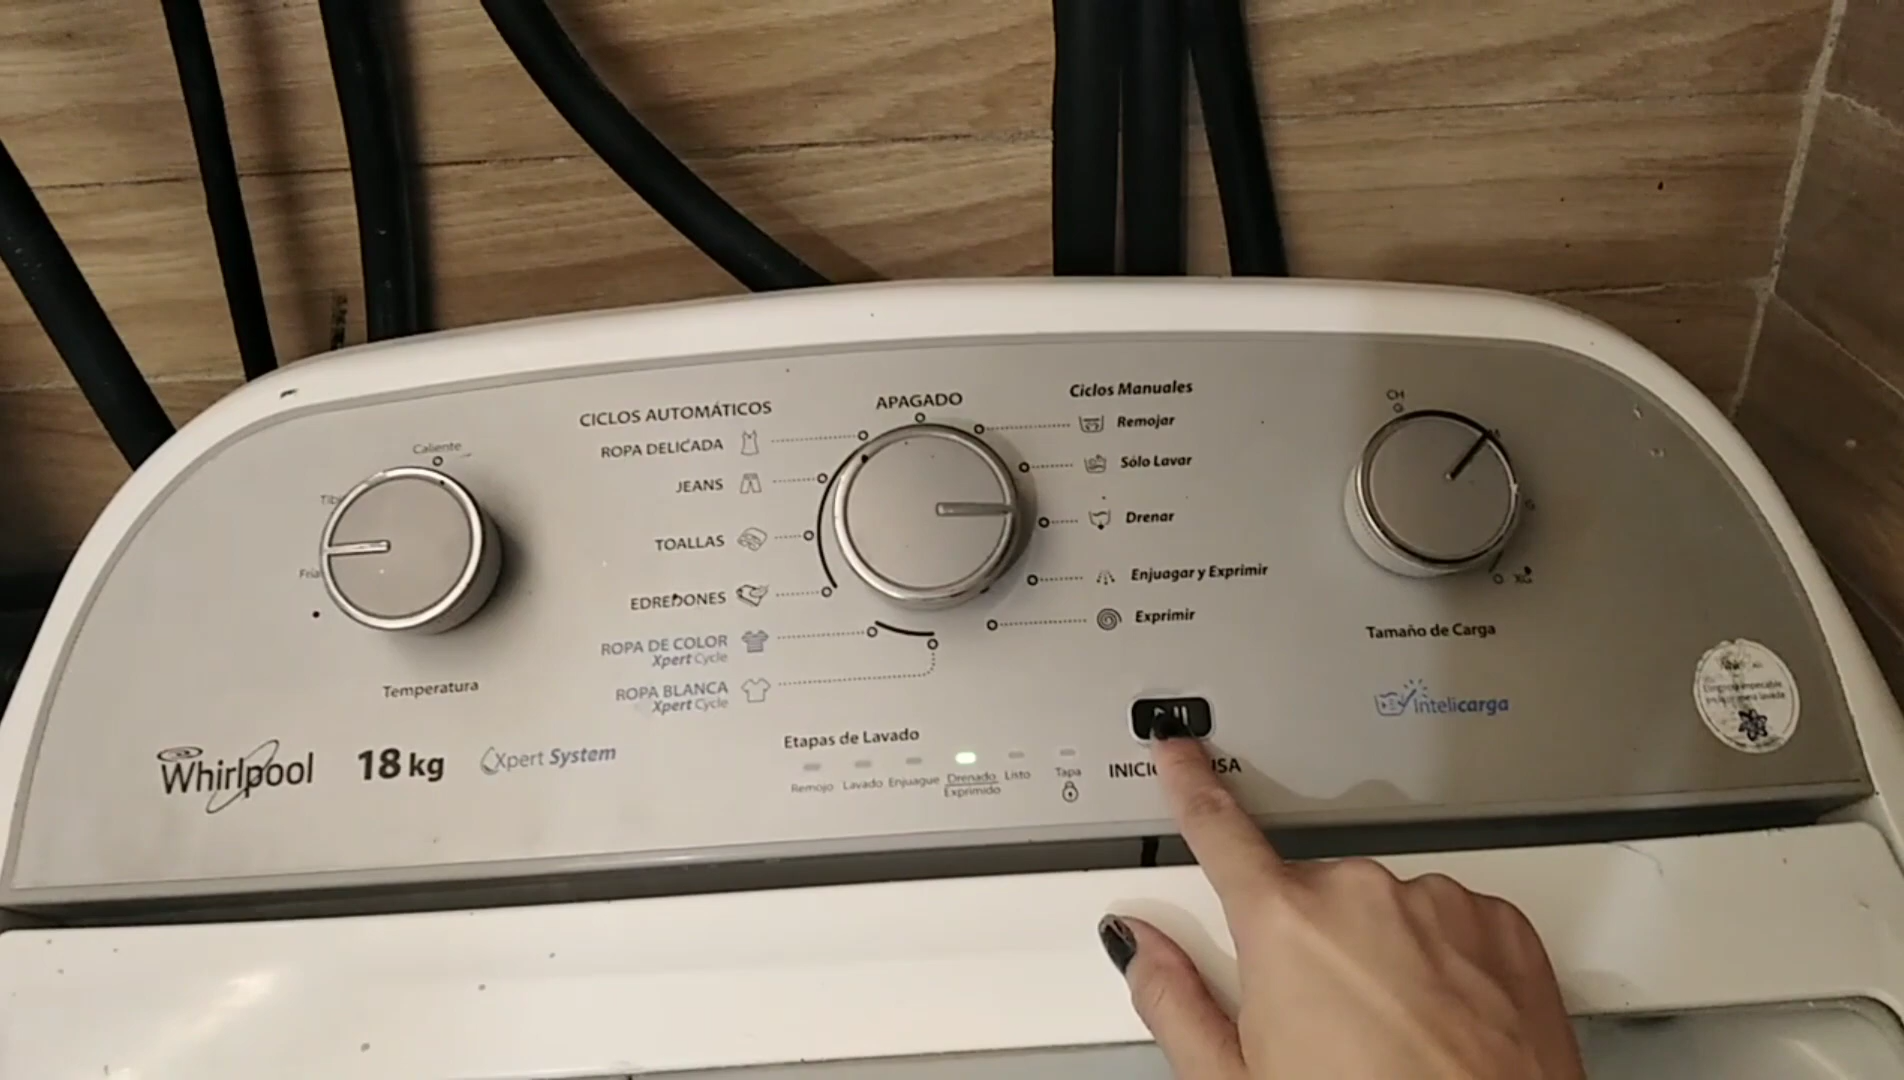 Caliente
Fría
Temperatura
CICLOS AUTOMÁTICOS
ROPA DELICADA
JEANS
TOALLAS
EDREDONES
ROPA DE COLOR
Xpert Cycle
ROPA BLANCA
Xpert Cycle
APAGADO
Ciclos Manuales
Remojar
Sólo Lavar
Drenar
Enjuagar y Exprimir
Exprimir
CH
G
XG
Tamaño de Carga
intelicarga
Whirlpool
18 kg
Xpert System
Etapas de Lavado
Remojo
Lavado
Enjuague
Drenado
Exprimido
Listo
Tapa